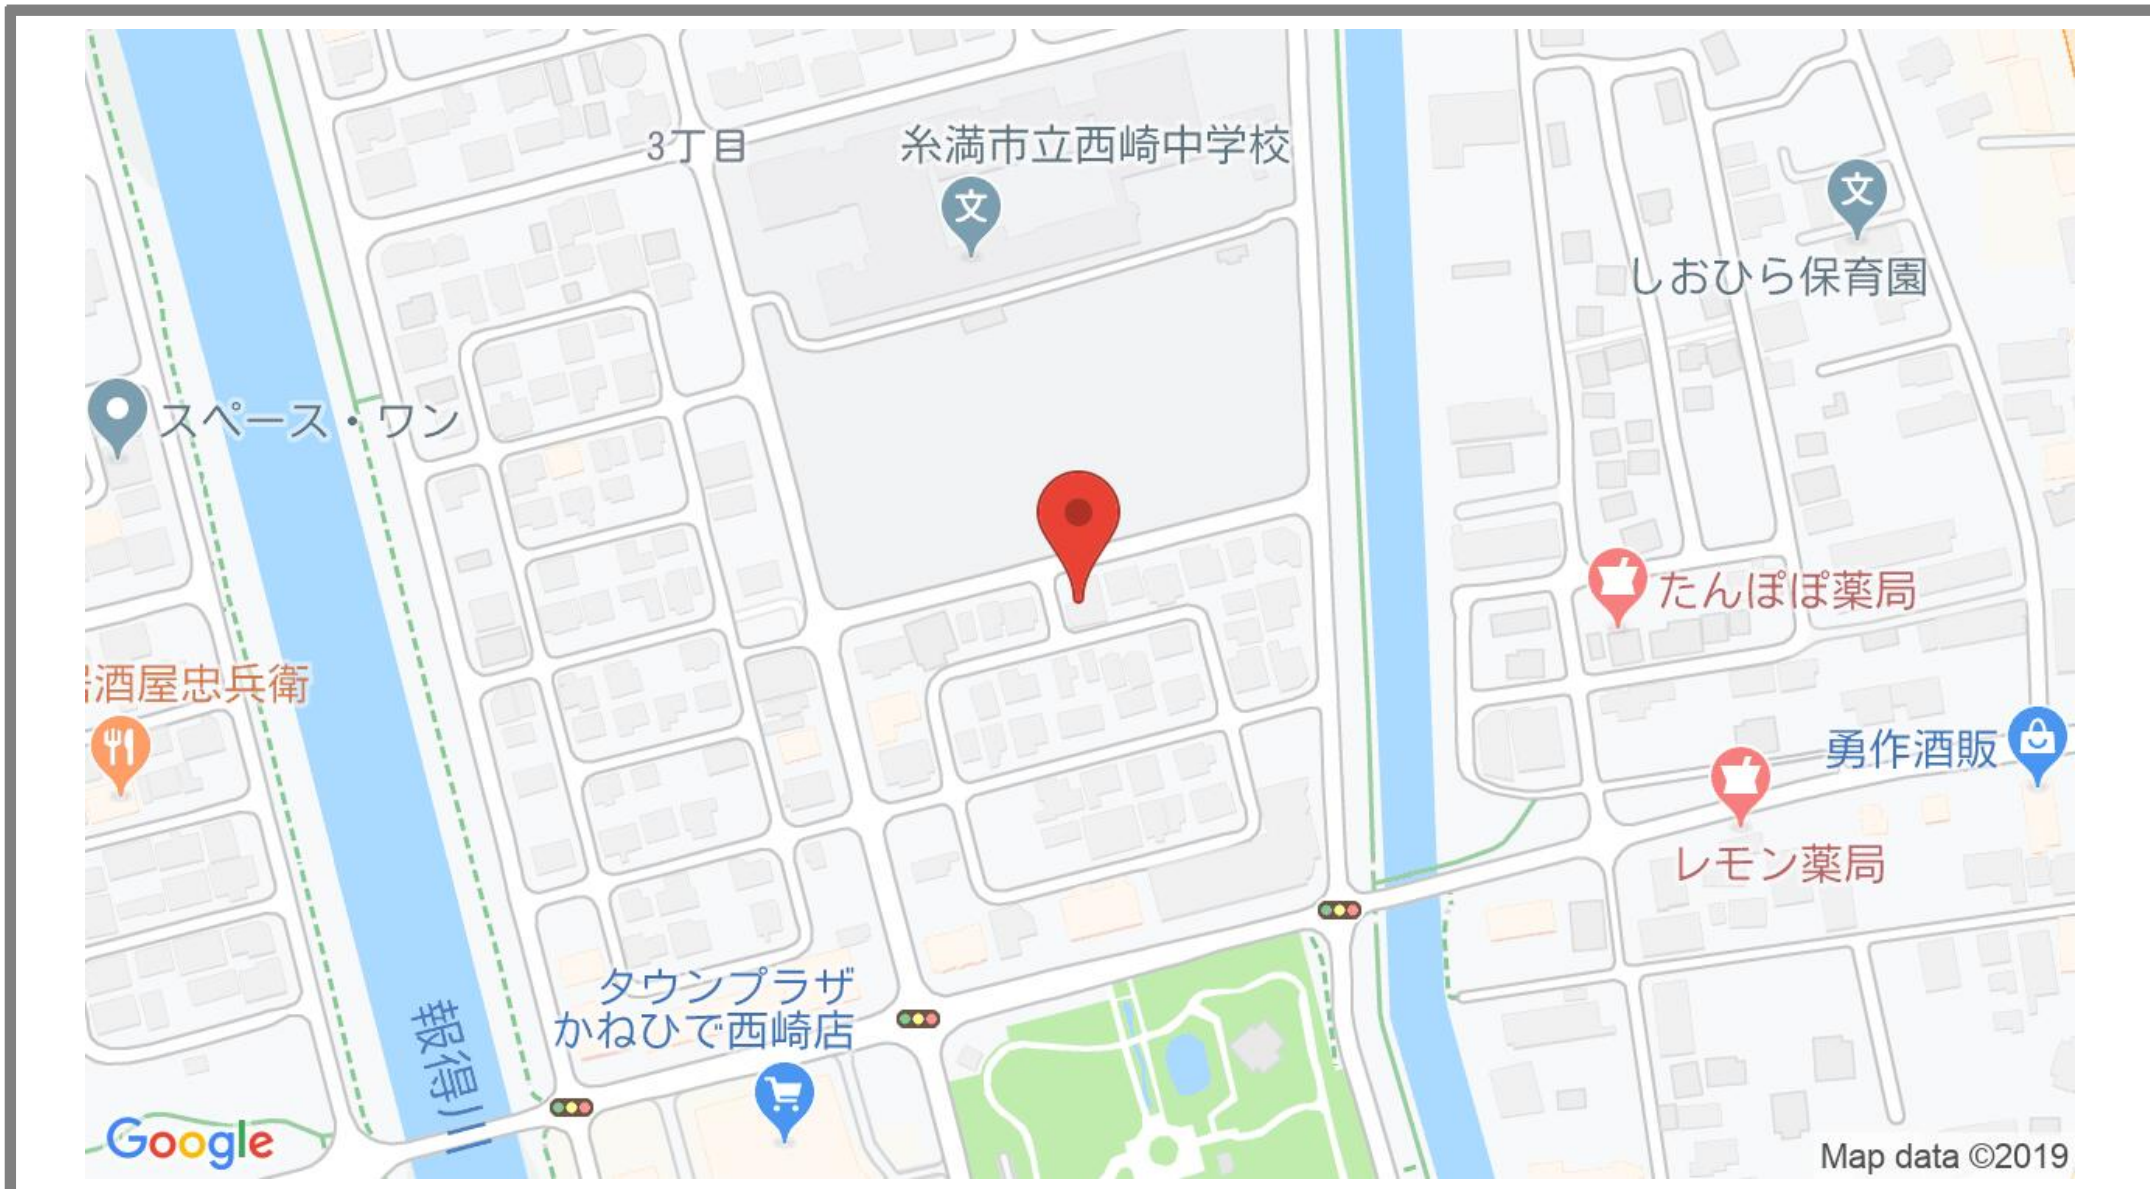 3丁目
糸満市立西崎中学校
文
文
しおひら保育園
スペース・ワン
たんぽぽ薬局
酒屋忠兵衛
勇作酒販
レモン薬局
タウンプラザ
かねひで西崎店
報得川
Google
Map data ©2019